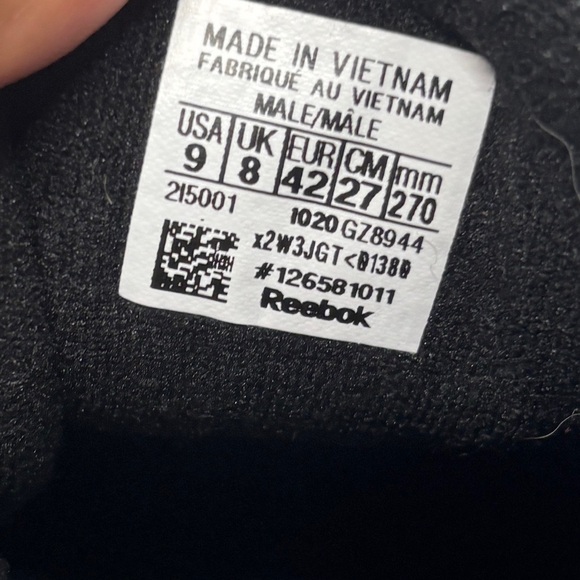 MADE IN VIETNAM
FABRIQUÉ AU VIETNAM
MALE/MÂLE
USA UK EUR CM mm
9 8 42 27 270
215001 1020 GZ8944
x2W3JGT<01380
#126581011
Reebok